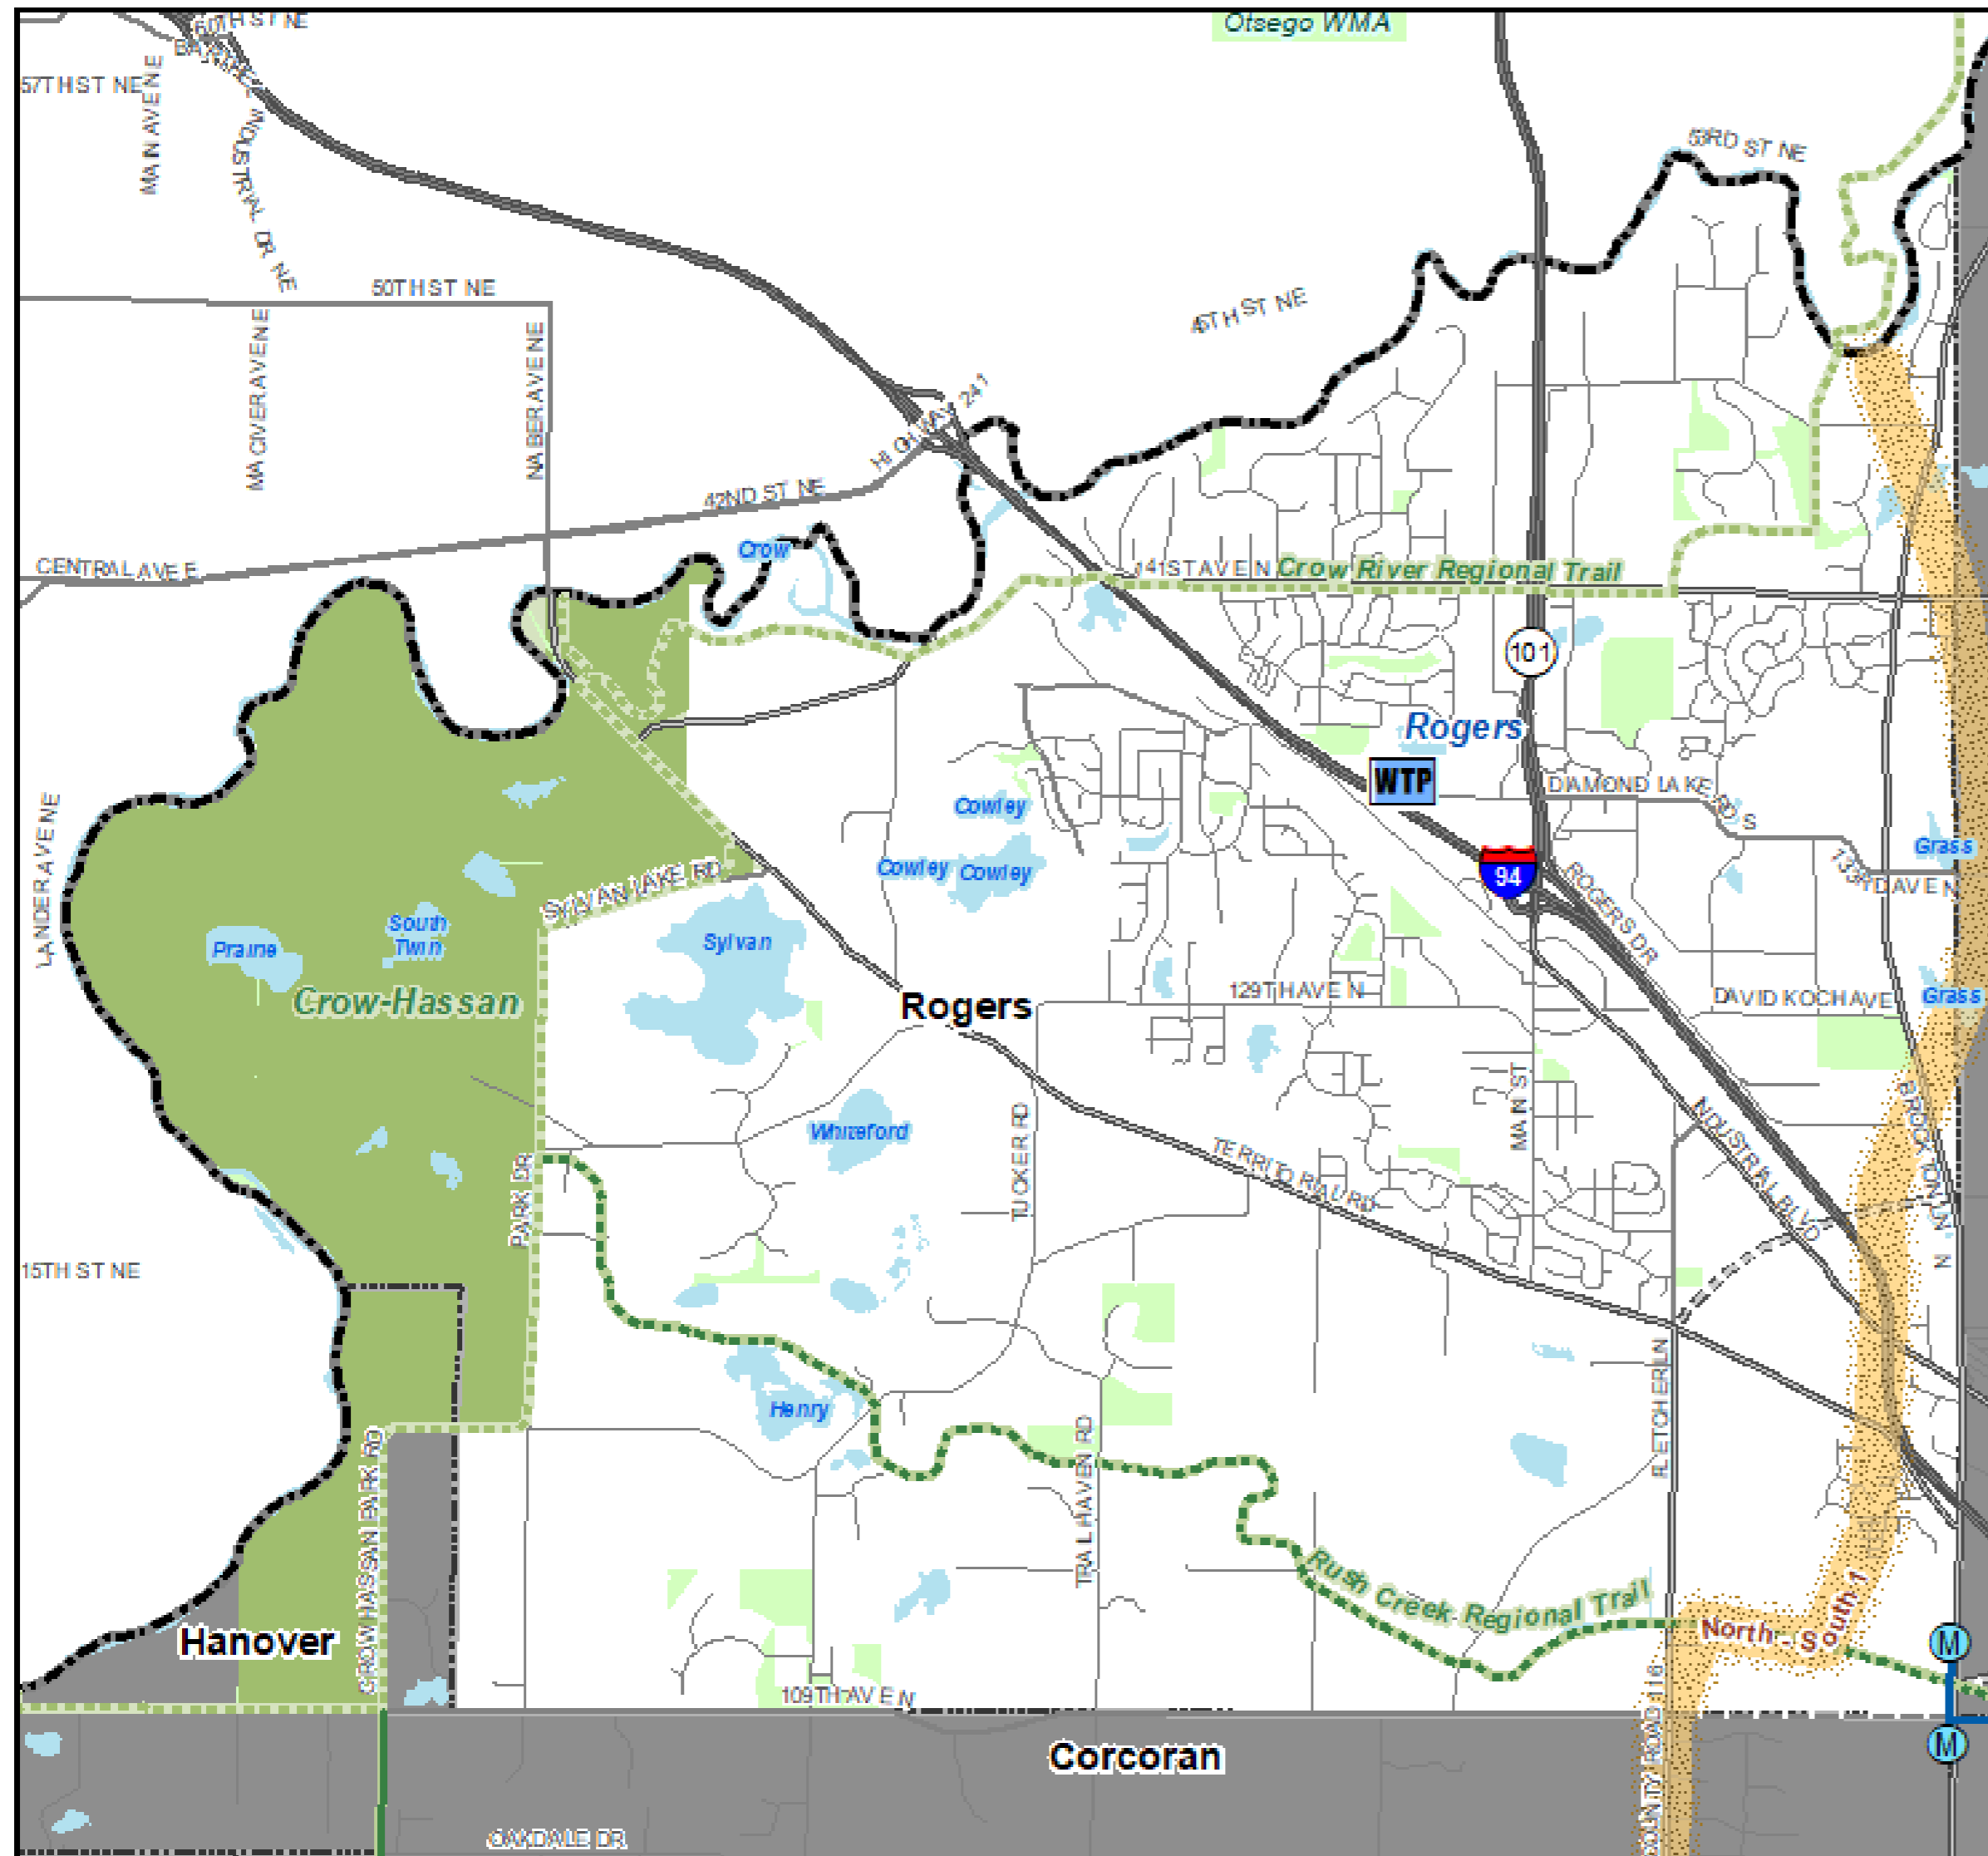 60TH ST NE
Otsego WMA
57TH ST NE
MAIN AVE NE
INDUSTRIAL DR NE
53RD ST NE
50TH ST NE
45TH ST NE
MACIVER AVE NE
NABER AVE NE
HIGHWAY 241
42ND ST NE
Crow
CENTRAL AVE E
141ST AVE N
Crow River Regional Trail
101
Rogers
WTP
DIAMOND LAKE RD S
LANDER AVE NE
Cowley
Cowley
Cowley
Grass
133RD AVE N
94
ROGERS DR
SYLVAN LAKE RD
South
Twin
Prairie
Sylvan
Crow-Hassan
Rogers
129TH AVE N
DAVID KOCH AVE
Grass
MAIN ST
BROCKTON LN N
INDUSTRIAL BLVD
Whiteford
TUCKER RD
TERRITORIAL RD
PARK DR
15TH ST NE
Henry
FLETCHER LN
TRAIL HAVEN RD
CROW HASSAN PARK RD
Rush Creek Regional Trail
North - South 1
Hanover
M
109TH AVE N
COUNTY ROAD 116
Corcoran
M
OAKDALE DR